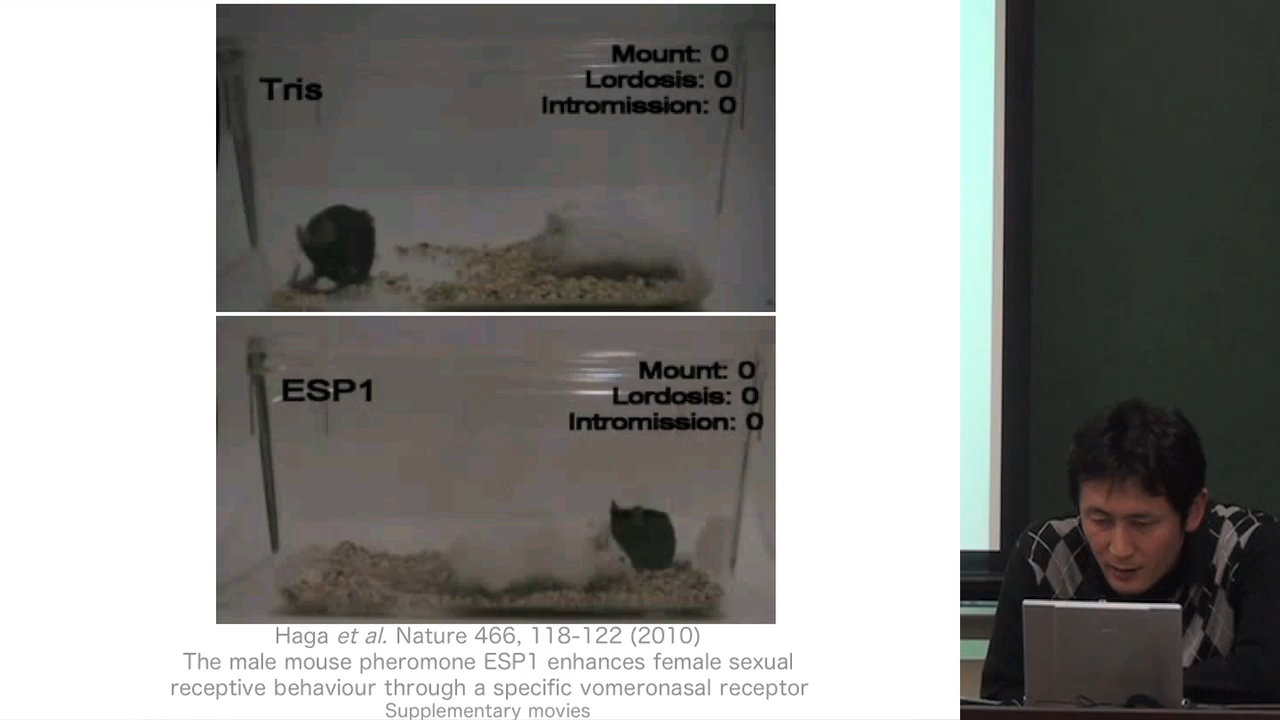 Tris
Mount: 0
Lordosis: 0
Intromission: 0
ESP1
Mount: 0
Lordosis: 0
Intromission: 0
Haga et al. Nature 466, 118-122 (2010)
The male mouse pheromone ESP1 enhances female sexual
receptive behaviour through a specific vomeronasal receptor
Supplementary movies